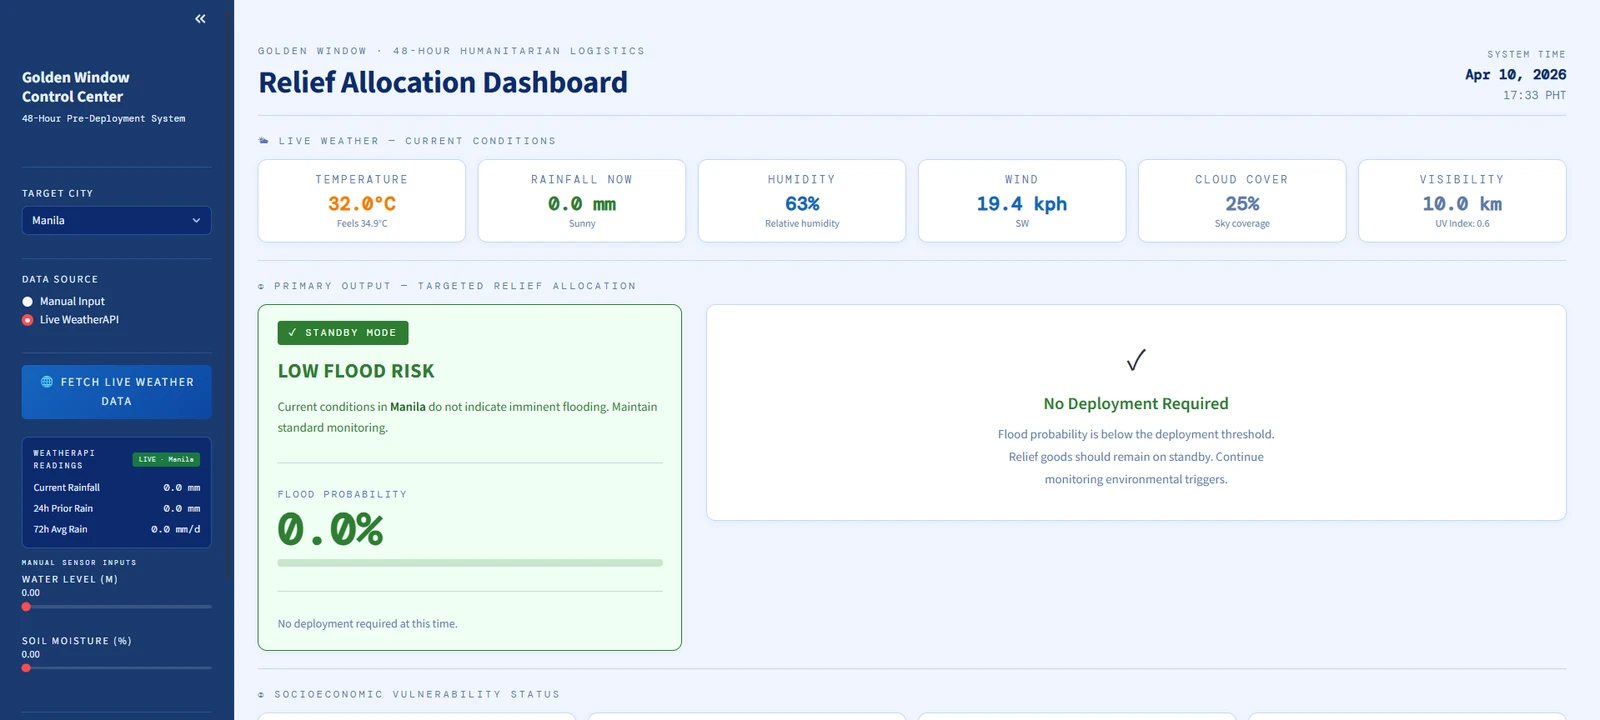 Golden Window
Control Center
48-Hour Pre-Deployment System
TARGET CITY
Manila
DATA SOURCE
Manual Input
Live WeatherAPI
FETCH LIVE WEATHER
DATA
WEATHERAPI
READINGS
LIVE · Manila
Current Rainfall 0.0 mm
24h Prior Rain 0.0 mm
72h Avg Rain 0.0 mm/d
MANUAL SENSOR INPUTS
WATER LEVEL (M)
0.00
SOIL MOISTURE (%)
0.00
GOLDEN WINDOW · 48-HOUR HUMANITARIAN LOGISTICS
Relief Allocation Dashboard
SYSTEM TIME
Apr 10, 2026
17:33 PHT
LIVE WEATHER — CURRENT CONDITIONS
TEMPERATURE
32.0°C
Feels 34.9°C
RAINFALL NOW
0.0 mm
Sunny
HUMIDITY
63%
Relative humidity
WIND
19.4 kph
SW
CLOUD COVER
25%
Sky coverage
VISIBILITY
10.0 km
UV Index: 0.6
PRIMARY OUTPUT — TARGETED RELIEF ALLOCATION
✓ STANDBY MODE
LOW FLOOD RISK
Current conditions in Manila do not indicate imminent flooding. Maintain
standard monitoring.
FLOOD PROBABILITY
0.0%
No deployment required at this time.
✓
No Deployment Required
Flood probability is below the deployment threshold.
Relief goods should remain on standby. Continue
monitoring environmental triggers.
SOCIOECONOMIC VULNERABILITY STATUS